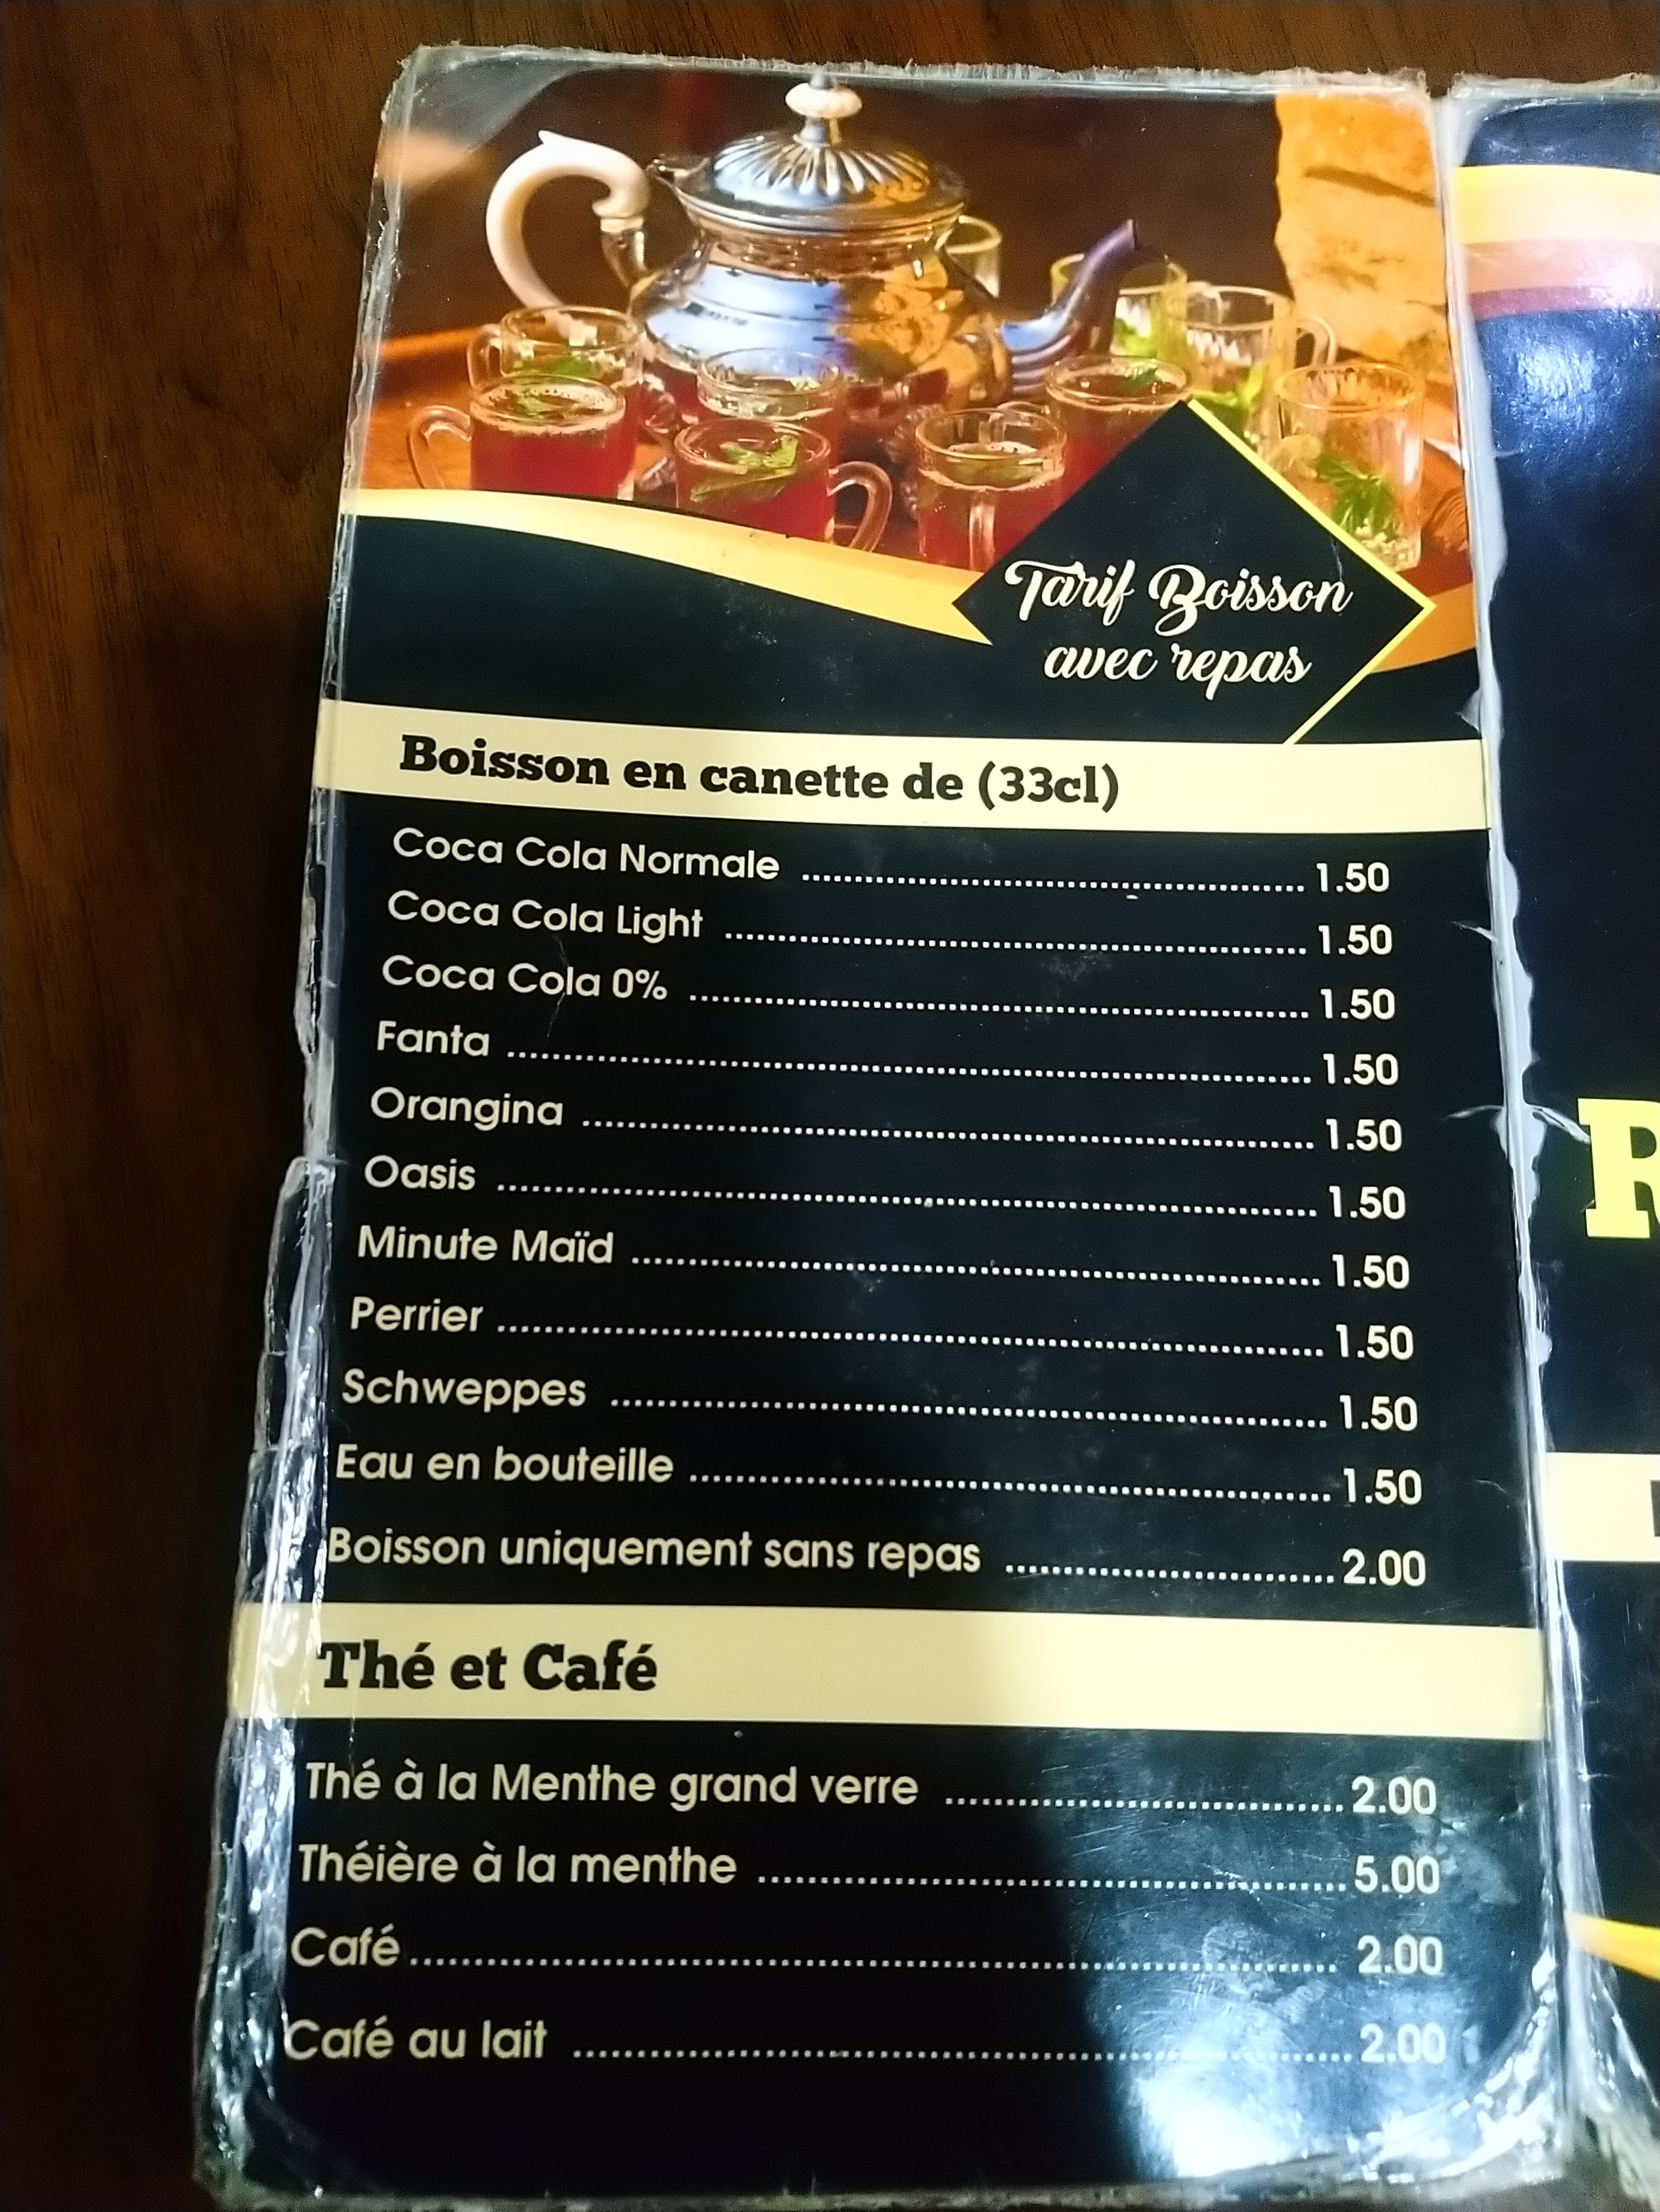 Tarif Boisson
avec repas
Boisson en canette de (33cl)
Coca Cola Normale ........ 1.50
Coca Cola Light ........ 1.50
Coca Cola 0% ........ 1.50
Fanta ........ 1.50
Orangina ........ 1.50
Oasis ........ 1.50
Minute Maïd ........ 1.50
Perrier ........ 1.50
Schweppes ........ 1.50
Eau en bouteille ........ 1.50
Boisson uniquement sans repas ........ 2.00
Thé et Café
Thé à la Menthe grand verre ........ 2.00
Théière à la menthe ........ 5.00
Café ........ 2.00
Café au lait ........ 2.00
R